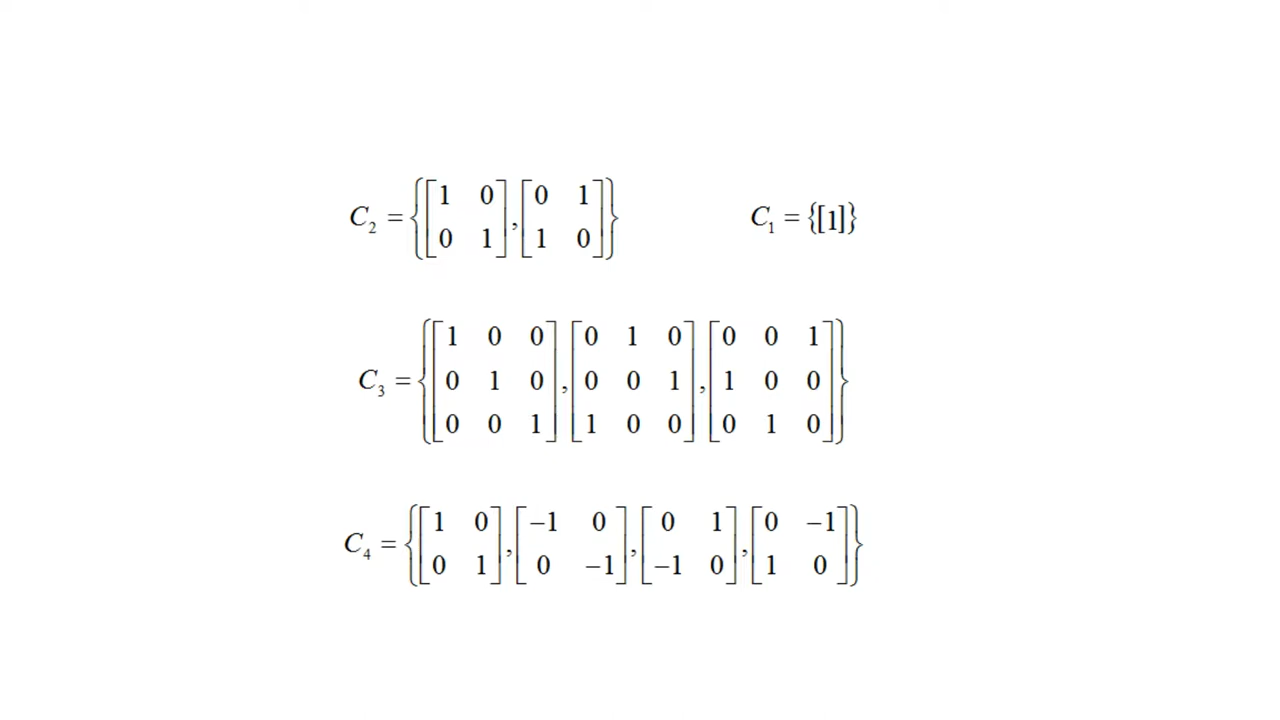 C₂ = {[1 0; 0 1], [0 1; 1 0]} C₁ = {[1]}
C₃ = {[1 0 0; 0 1 0; 0 0 1], [0 1 0; 0 0 1; 1 0 0], [0 0 1; 1 0 0; 0 1 0]}
C₄ = {[1 0; 0 1], [−1 0; 0 −1], [0 1; −1 0], [0 −1; 1 0]}